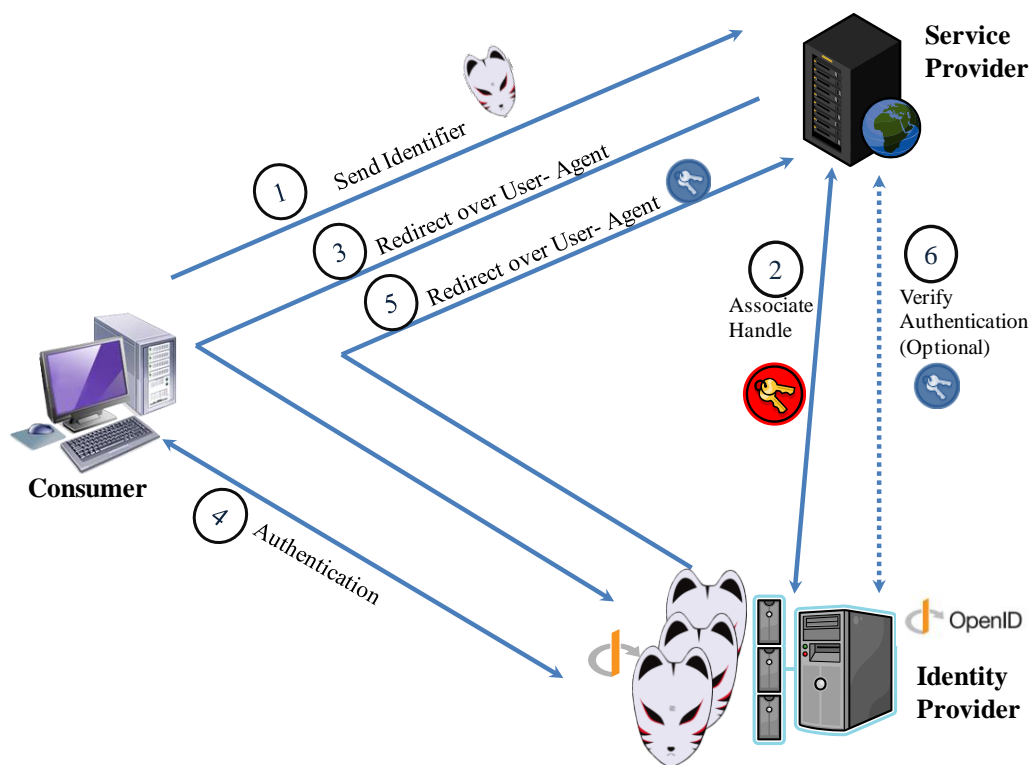 Service
Provider
1
Send Identifier
3
Redirect over User- Agent
5
Redirect over User- Agent
2
Associate
Handle
6
Verify
Authentication
(Optional)
Consumer
4
Authentication
OpenID
Identity
Provider